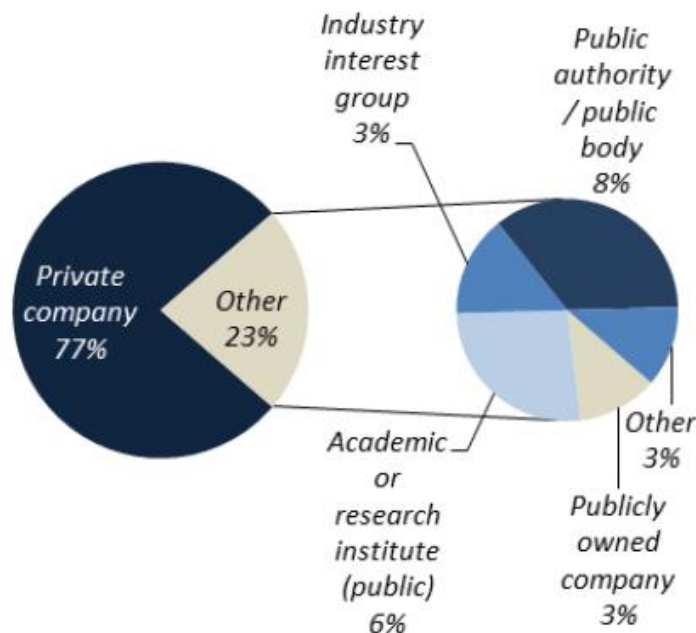 Industry
interest
group
3%
Public
authority
/ public
body
8%
Private
company
77%
Other
23%
Academic
or
research
institute
(public)
6%
Publicly
owned
company
3%
Other
3%